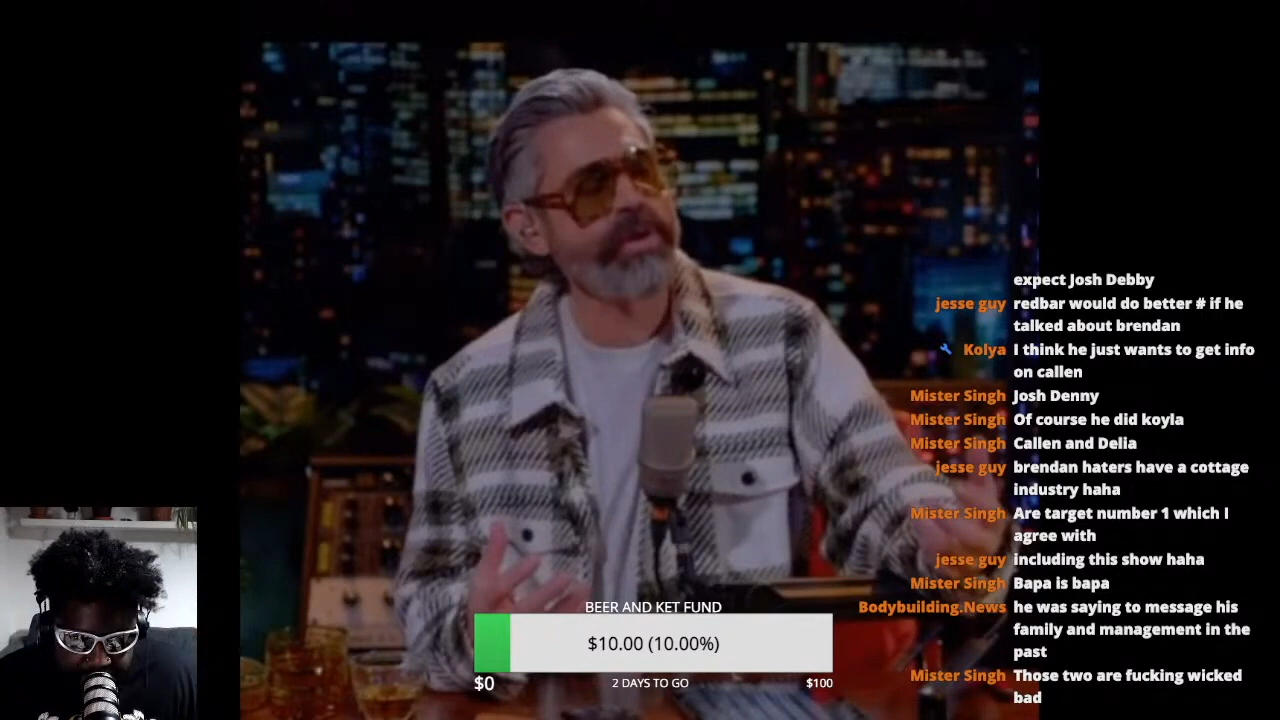 expect Josh Debby
jesse guy redbar would do better # if he
talked about brendan
Kolya I think he just wants to get info
on callen
Mister Singh Josh Denny
Mister Singh Of course he did koyla
Mister Singh Callen and Delia
jesse guy brendan haters have a cottage
industry haha
Mister Singh Are target number 1 which I
agree with
jesse guy including this show haha
Mister Singh Bapa is bapa
Bodybuilding.News he was saying to message his
family and management in the
past
Mister Singh Those two are fucking wicked
bad
BEER AND KET FUND
$10.00 (10.00%)
$0 2 DAYS TO GO $100